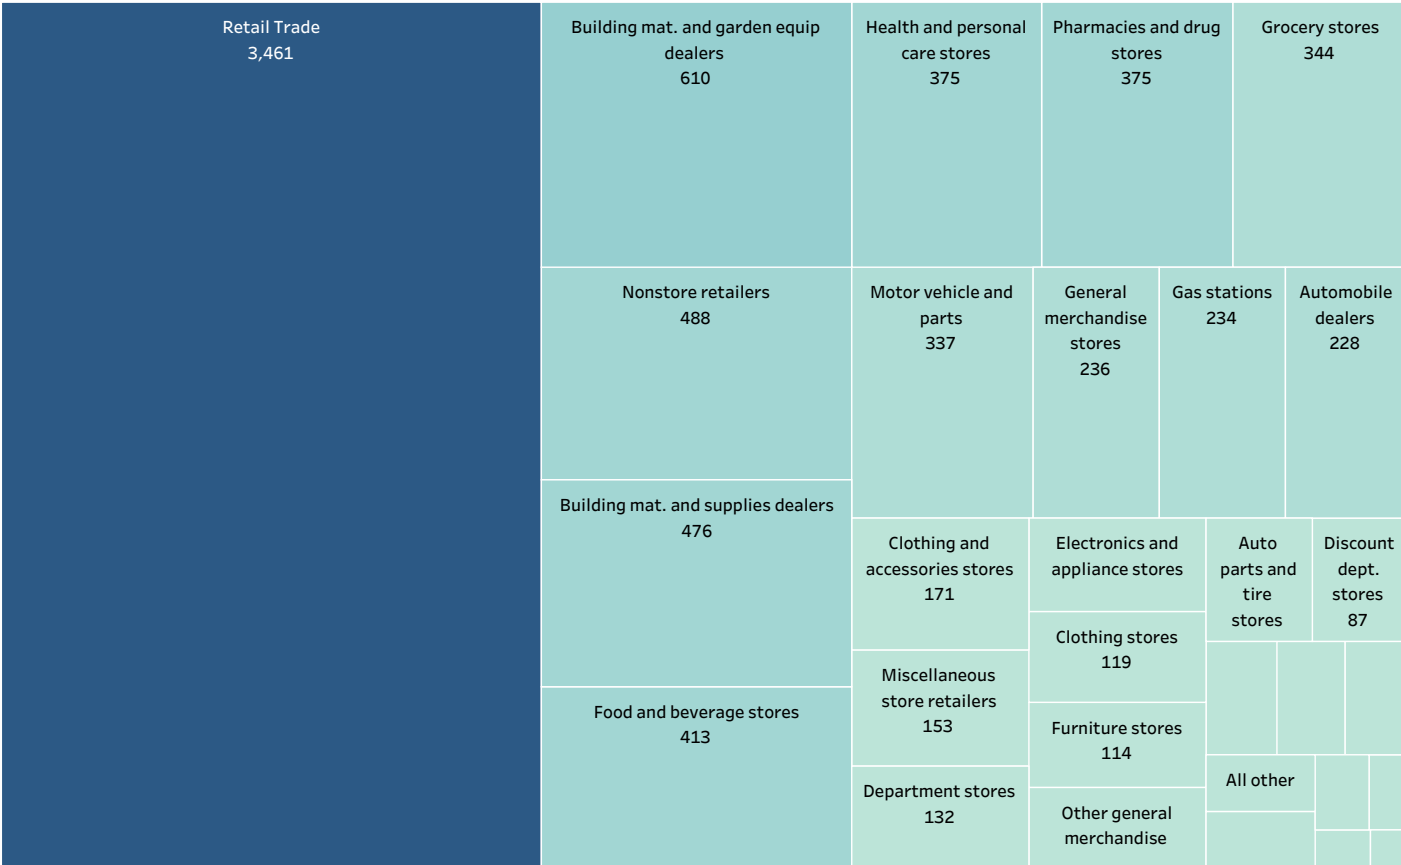 Retail Trade
3,461
Building mat. and garden equip
dealers
610
Health and personal
care stores
375
Pharmacies and drug
stores
375
Grocery stores
344
Nonstore retailers
488
Motor vehicle and
parts
337
General
merchandise
stores
236
Gas stations
234
Automobile
dealers
228
Building mat. and supplies dealers
476
Clothing and
accessories stores
171
Electronics and
appliance stores
Auto
parts and
tire
stores
Discount
dept.
stores
87
Clothing stores
119
Miscellaneous
store retailers
153
Food and beverage stores
413
Furniture stores
114
Department stores
132
All other
Other general
merchandise